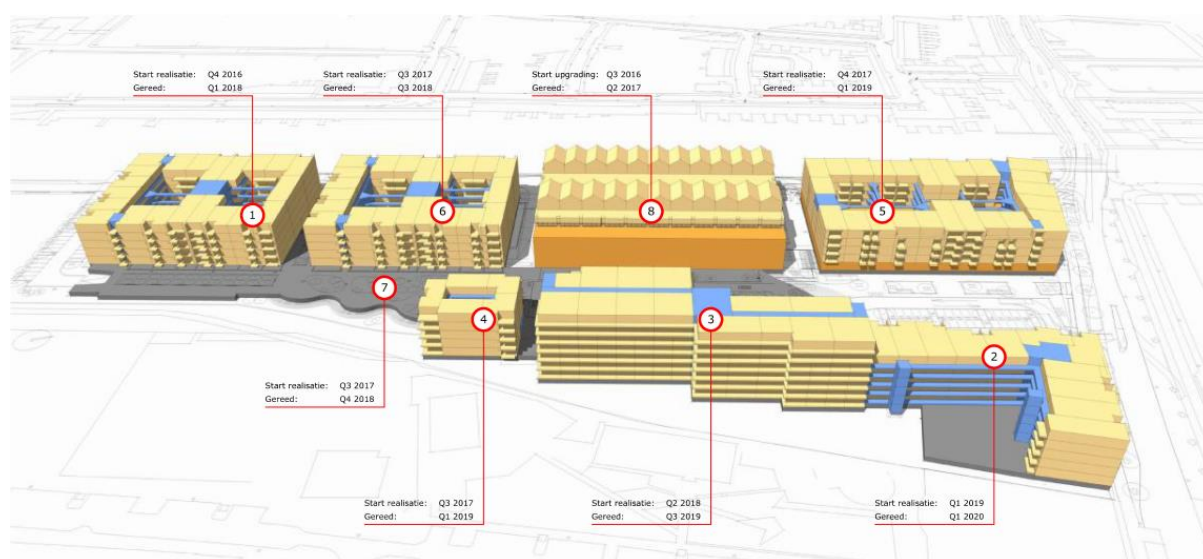 Start realisatie: Q4 2016
Gereed: Q1 2018
Start realisatie: Q3 2017
Gereed: Q3 2018
Start upgrading: Q3 2016
Gereed: Q2 2017
Start realisatie: Q4 2017
Gereed: Q1 2019
1
6
8
5
7
4
3
2
Start realisatie: Q3 2017
Gereed: Q4 2018
Start realisatie: Q3 2017
Gereed: Q1 2019
Start realisatie: Q2 2018
Gereed: Q3 2019
Start realisatie: Q1 2019
Gereed: Q1 2020